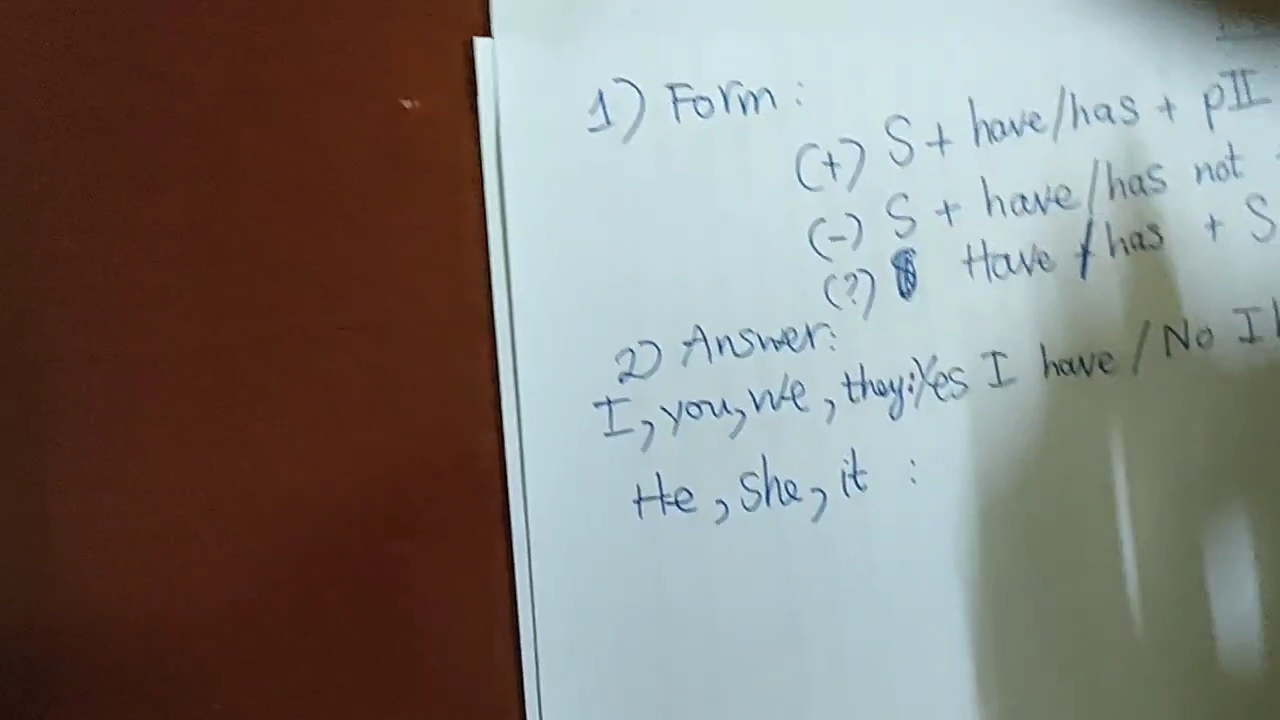 1) Form:
(+) S + have/has + pII
(-) S + have/has not
(?) Have/has + S
2) Answer:
I, you, we, they: Yes I have / No I
He, she, it :